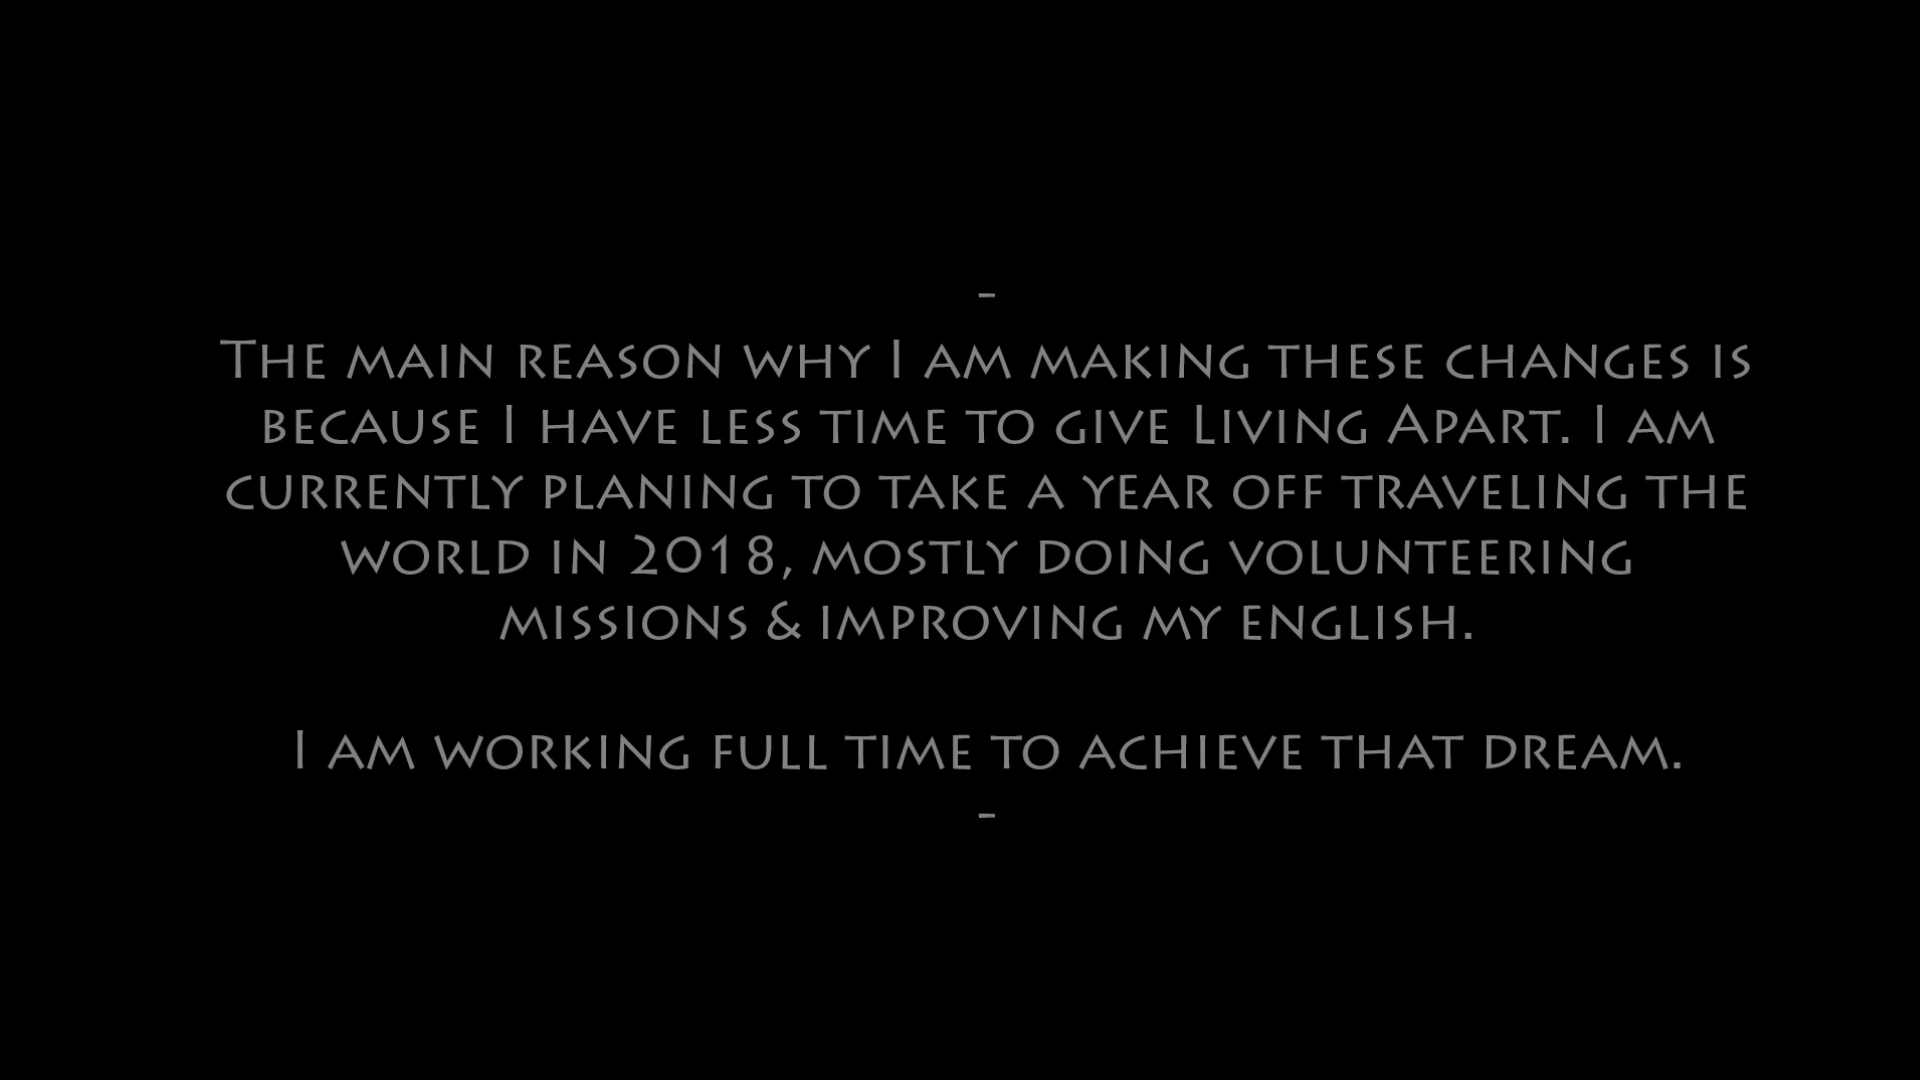 -
The main reason why I am making these changes is
because I have less time to give Living Apart. I am
currently planing to take a year off traveling the
world in 2018, mostly doing volunteering
missions & improving my english.
I am working full time to achieve that dream.
-